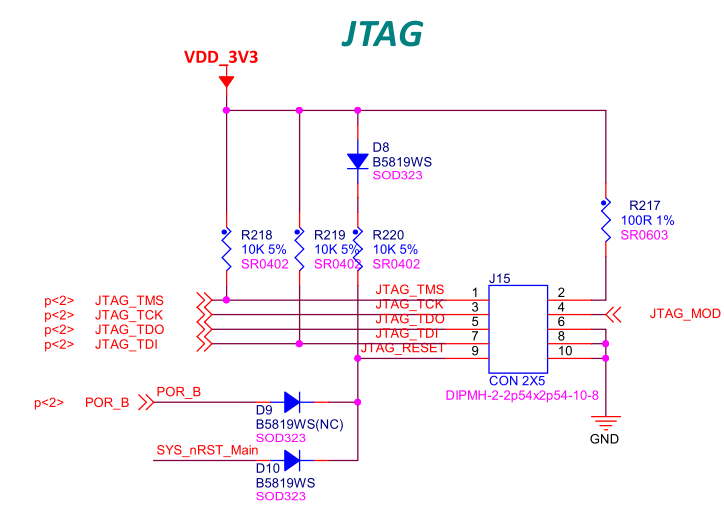 JTAG
VDD_3V3
D8
B5819WS
SOD323
R218
10K 5%
SR0402
R219
10K 5%
SR0402
R220
10K 5%
SR0402
R217
100R 1%
SR0603
J15
p<2> JTAG_TMS
p<2> JTAG_TCK
p<2> JTAG_TDO
p<2> JTAG_TDI
JTAG_TMS
JTAG_TCK
JTAG_TDO
JTAG_TDI
JTAG_RESET
1 2
3 4
5 6
7 8
9 10
JTAG_MOD
CON 2X5
DIPMH-2-2p54x2p54-10-8
GND
p<2> POR_B
POR_B
D9
B5819WS(NC)
SOD323
SYS_nRST_Main
D10
B5819WS
SOD323